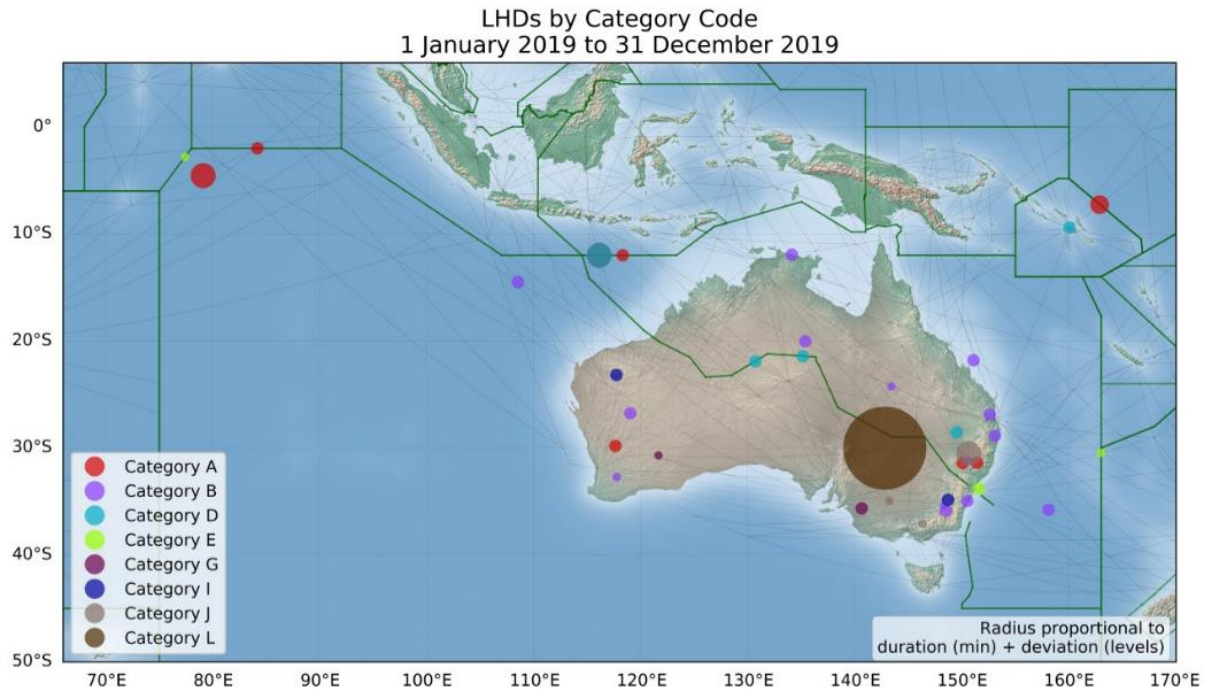 LHDs by Category Code
1 January 2019 to 31 December 2019
0°
10°S
20°S
30°S
40°S
50°S
Category A
Category B
Category D
Category E
Category G
Category I
Category J
Category L
Radius proportional to
duration (min) + deviation (levels)
70°E 80°E 90°E 100°E 110°E 120°E 130°E 140°E 150°E 160°E 170°E